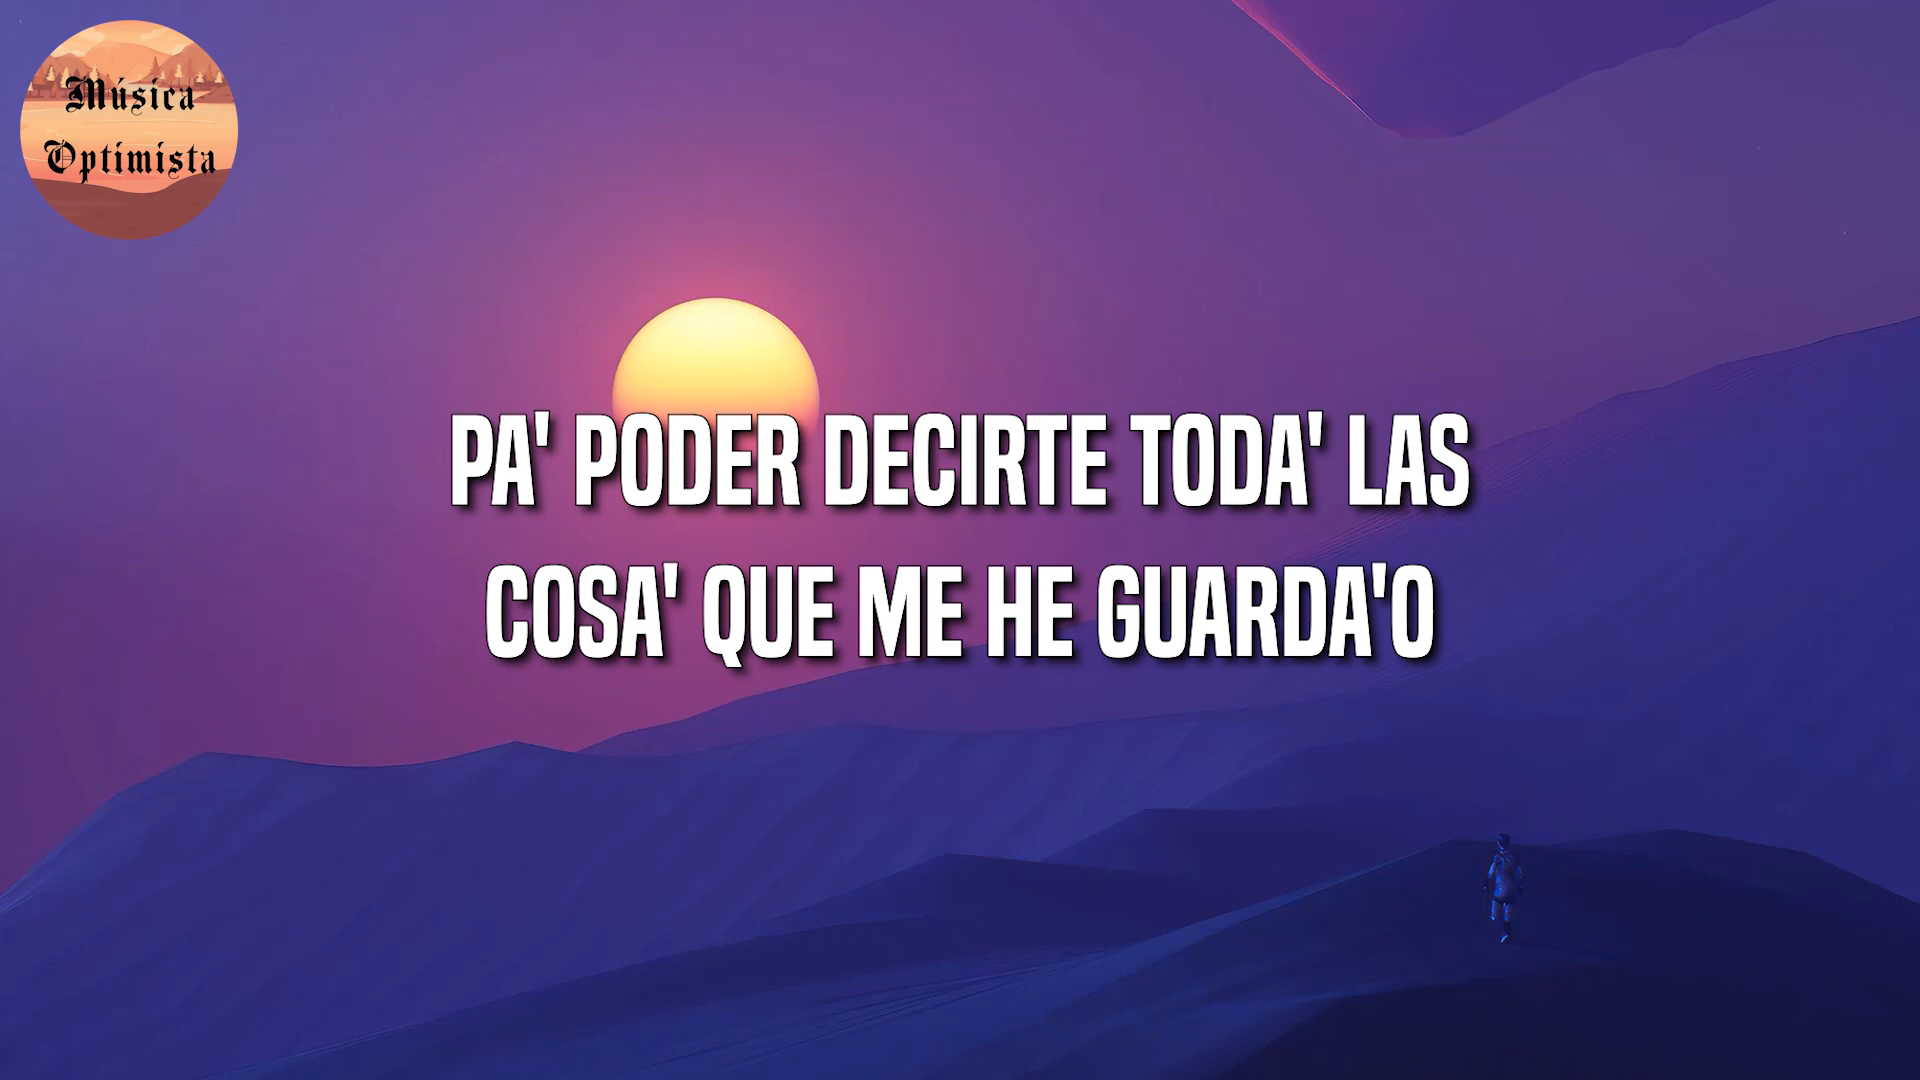 Música
Optimista
PA' PODER DECIRTE TODA' LAS
COSA' QUE ME HE GUARDA'O